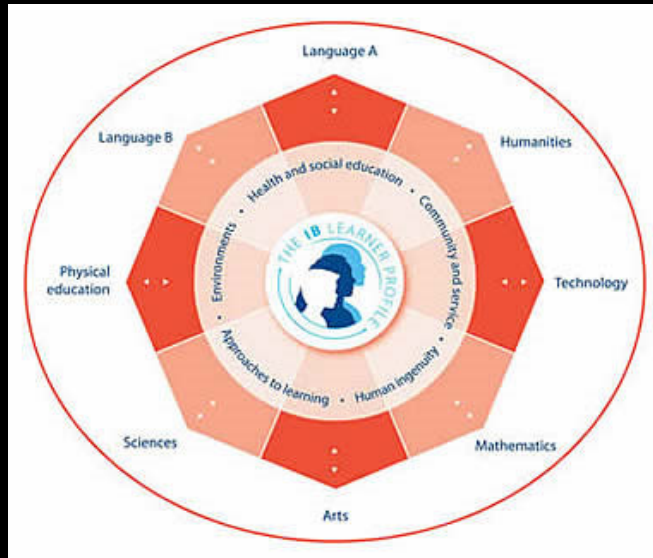 Language A
Language B
Humanities
Physical
education
Technology
Sciences
Mathematics
Arts
Health and social education
•
Community and service
•
Human ingenuity
•
Approaches to learning
•
Environments
•
THE IB LEARNER PROFILE